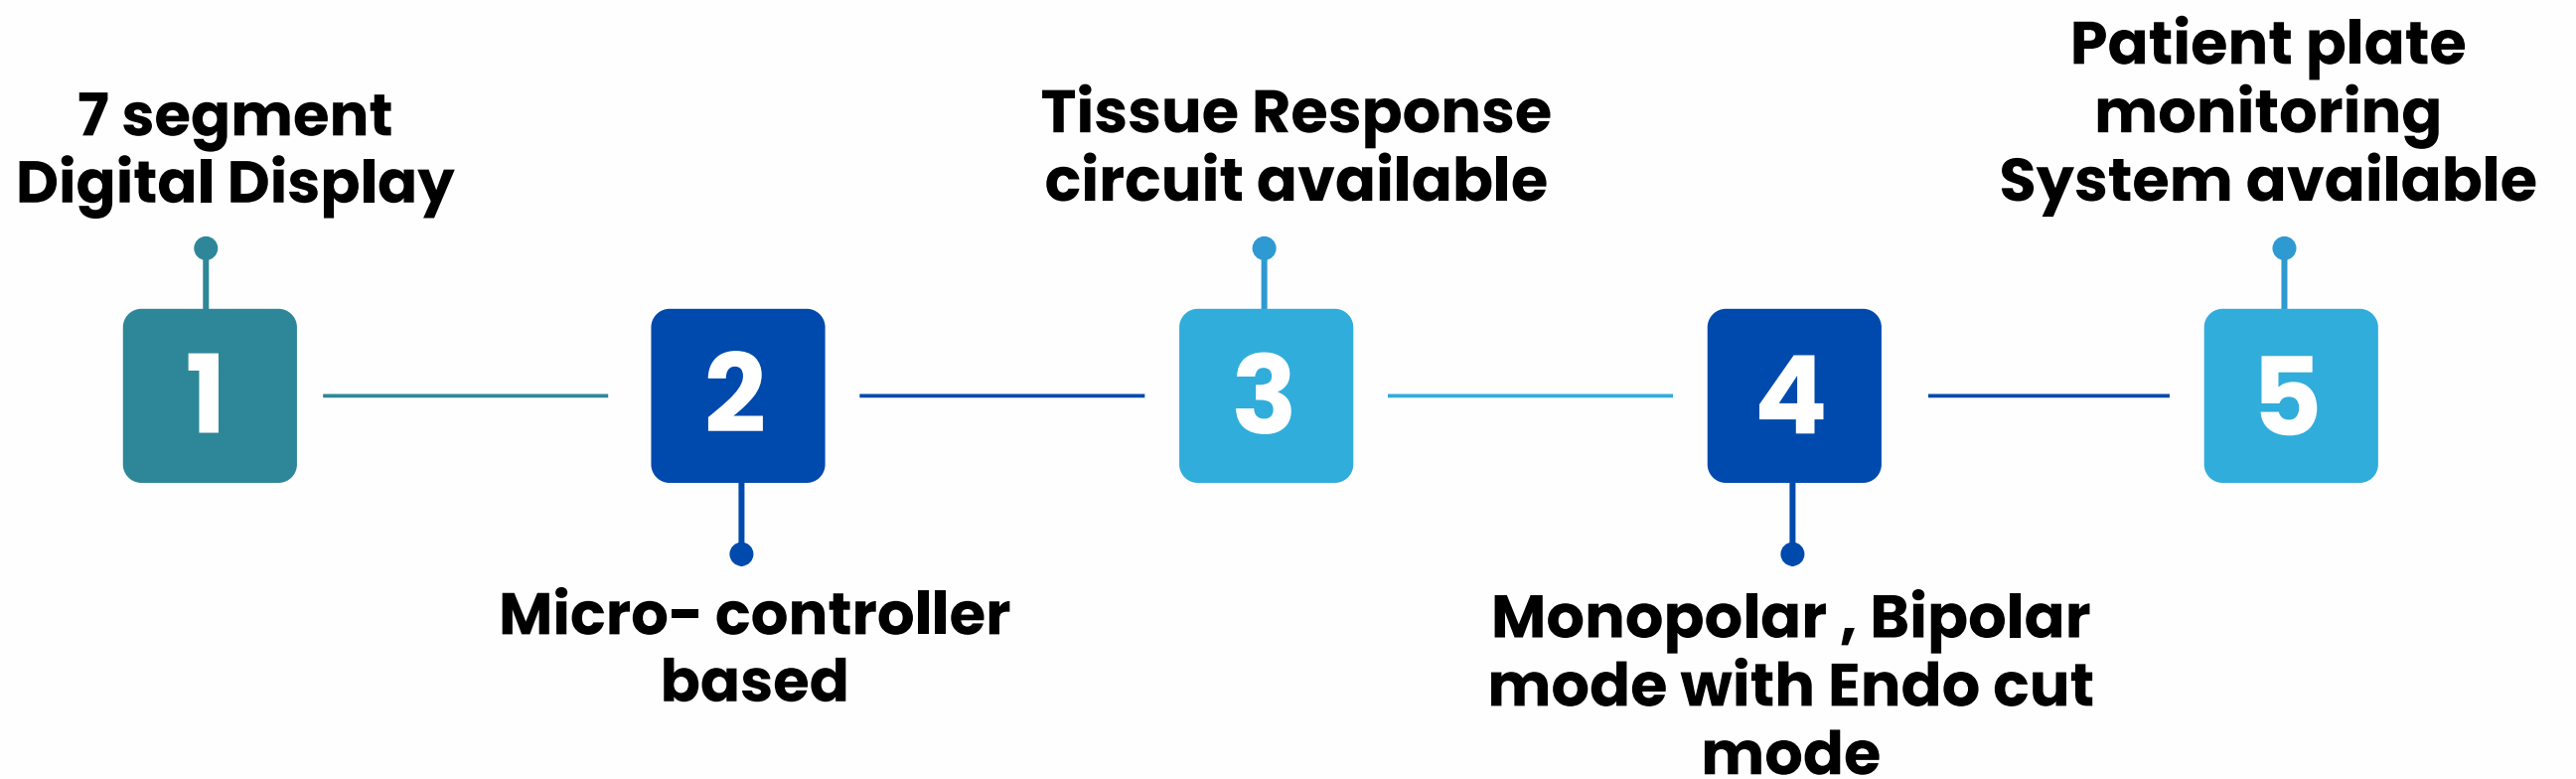 7 segment
Digital Display
1
2
Micro- controller
based
Tissue Response
circuit available
3
4
Monopolar , Bipolar
mode with Endo cut
mode
Patient plate
monitoring
System available
5